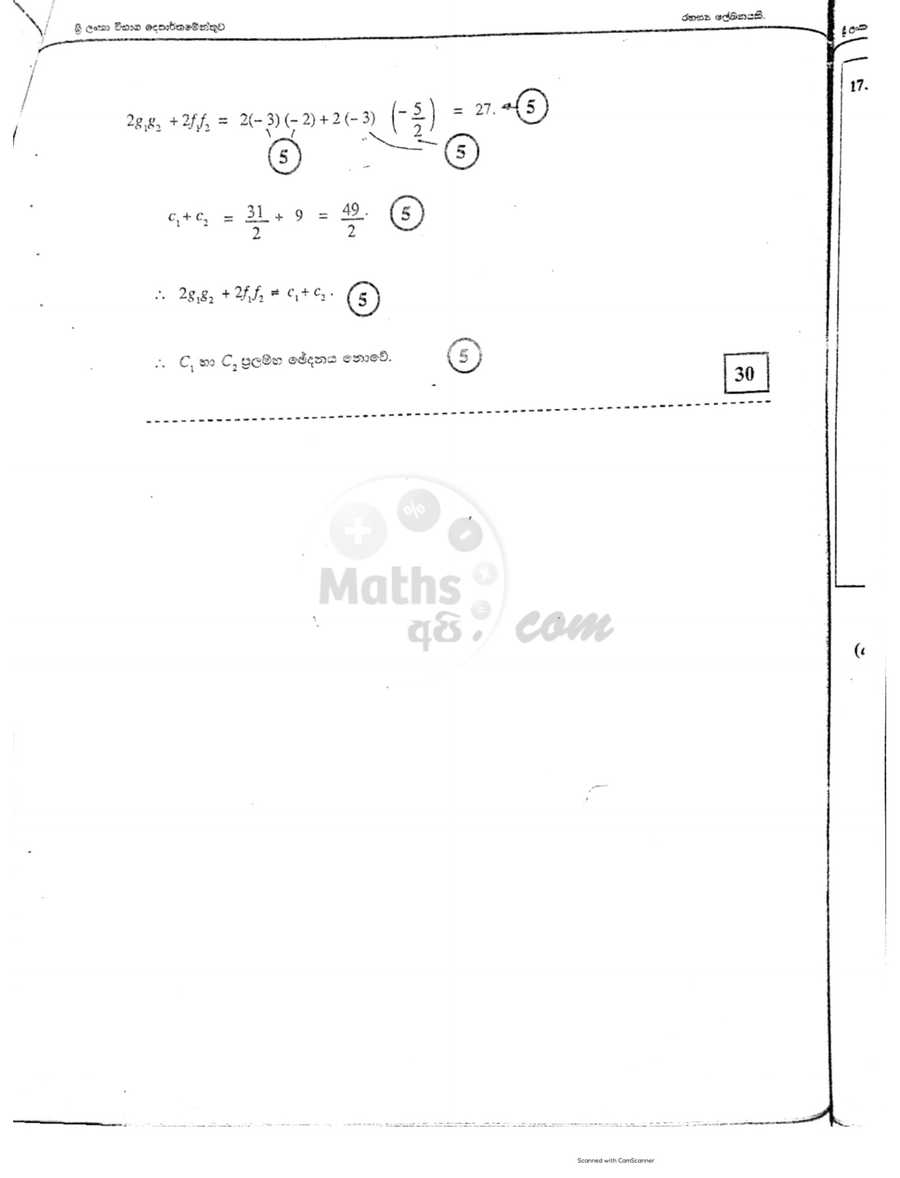 ශ්‍රී ලංකා විභාග දෙපාර්තමේන්තුව
රහස්‍ය ලේඛනයකි.
17.
2g₁g₂ + 2f₁f₂ = 2(– 3) (– 2) + 2 (– 3) (– 5/2) = 27. 5
5 5
c₁ + c₂ = 31/2 + 9 = 49/2 . 5
∴ 2g₁g₂ + 2f₁f₂ ≠ c₁ + c₂ . 5
∴ C₁ හා C₂ ප්‍රලම්භ ඡේදනය නොවේ. 5
30
Maths
අපි. com
Scanned with CamScanner